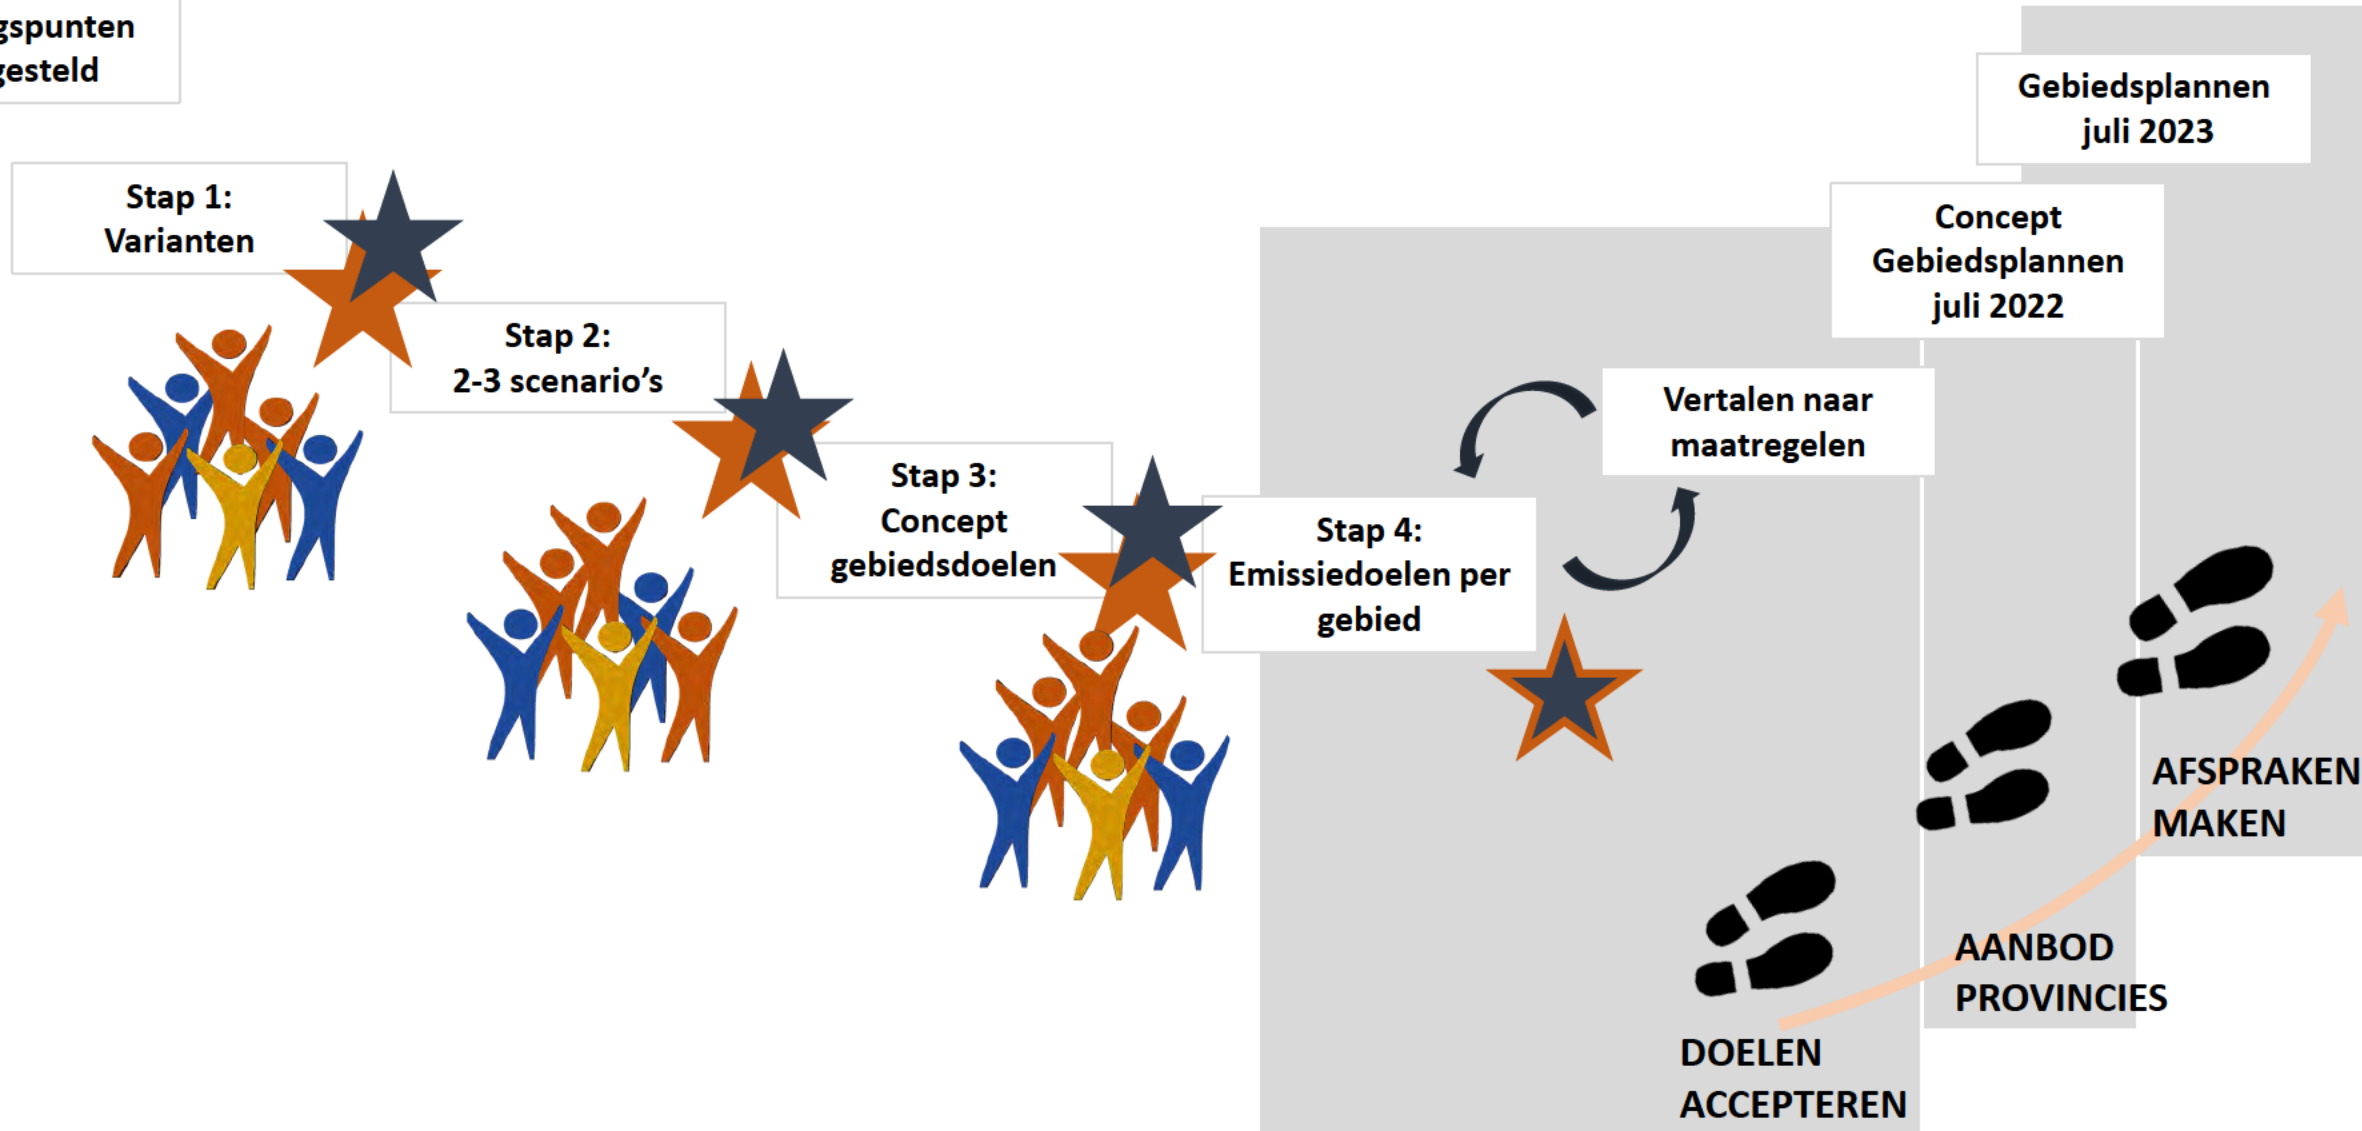 gspunten
gesteld
Stap 1:
Varianten
Stap 2:
2-3 scenario’s
Stap 3:
Concept
gebiedsdoelen
Stap 4:
Emissiedoelen per
gebied
Vertalen naar
maatregelen
Concept
Gebiedsplannen
juli 2022
Gebiedsplannen
juli 2023
DOELEN
ACCEPTEREN
AANBOD
PROVINCIES
AFSPRAKEN
MAKEN